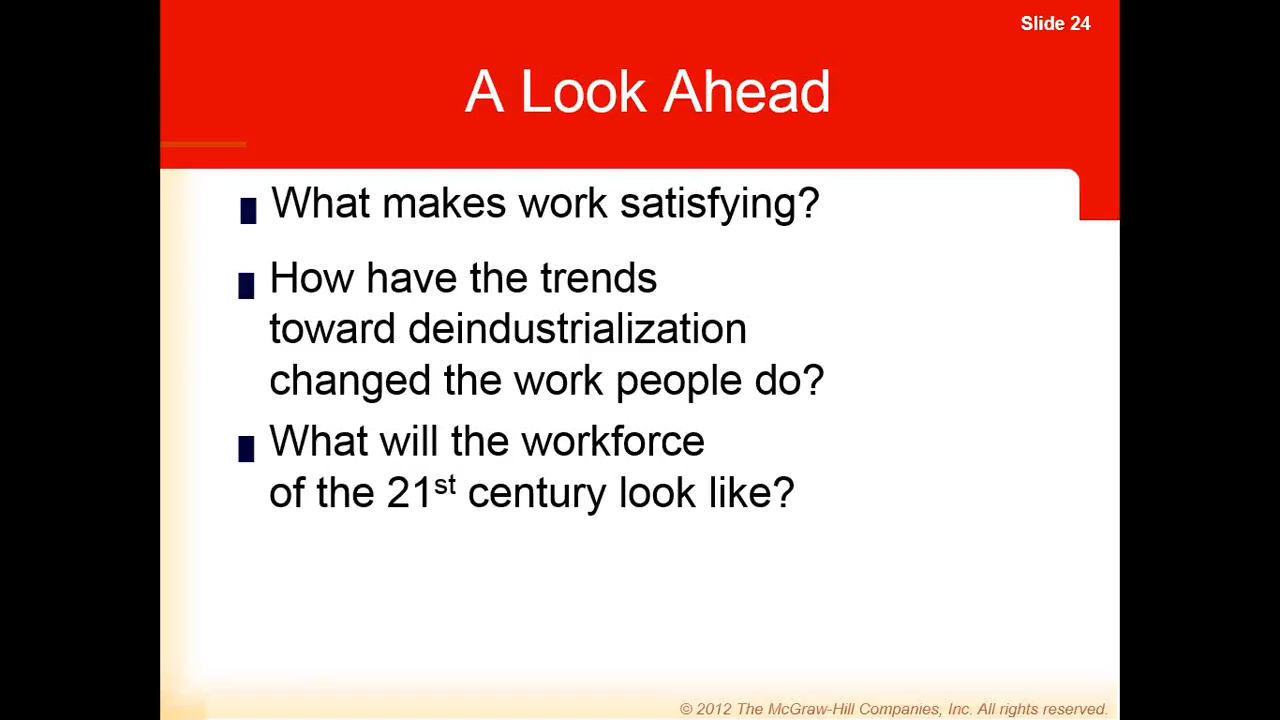 Slide 24
A Look Ahead
What makes work satisfying?
How have the trends
toward deindustrialization
changed the work people do?
What will the workforce
of the 21st century look like?
© 2012 The McGraw-Hill Companies, Inc. All rights reserved.